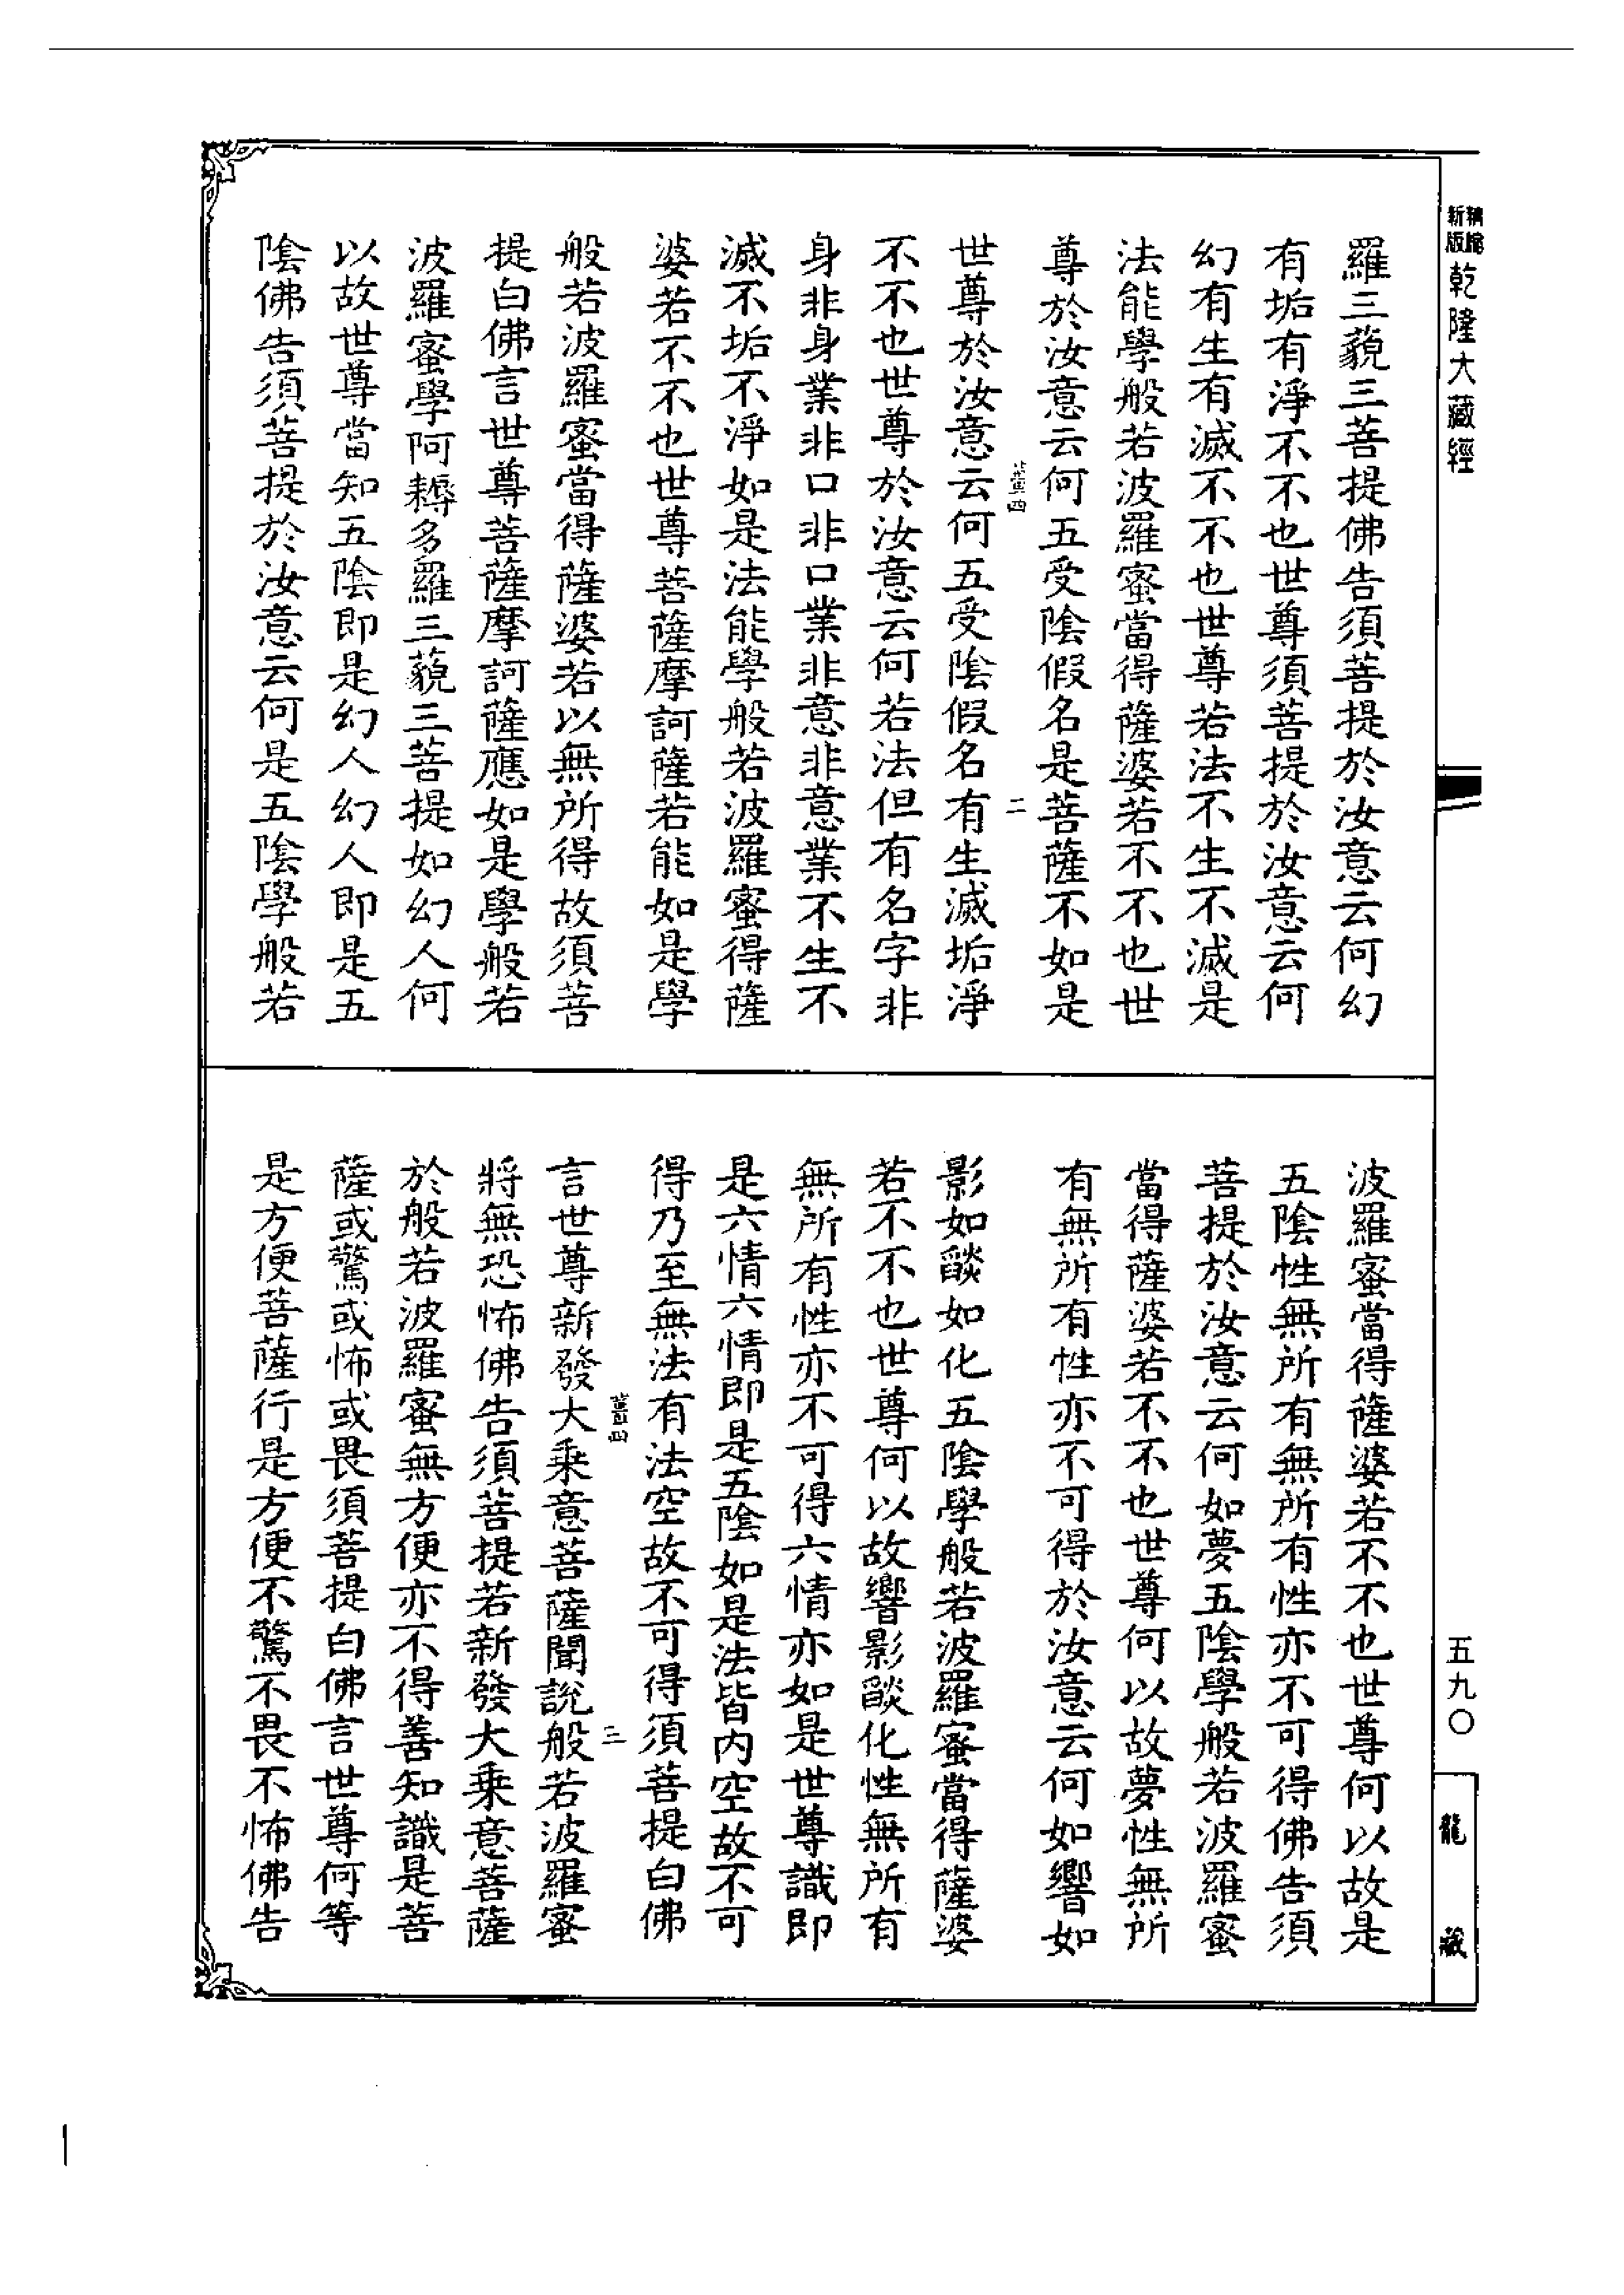 新版
乾隆大藏經
羅三藐三菩提佛告須菩提於汝意云何幻
有垢有淨不不也世尊須菩提於汝意云何
幻有生有滅不不也世尊若法不生不滅是
法能學般若波羅蜜當得薩婆若不不也世
尊於汝意云何五受陰假名是菩薩不如是
二
世尊於汝意云何五受陰假名有生滅垢淨
不不也世尊於汝意云何若法但有名字非
身非身業非口非口業非意非意業不生不
滅不垢不淨如是法能學般若波羅蜜得薩
婆若不不也世尊菩薩摩訶薩若能如是學
般若波羅蜜當得薩婆若以無所得故須菩
提白佛言世尊菩薩摩訶薩應如是學般若
波羅蜜學阿耨多羅三藐三菩提如幻人何
以故世尊當知五陰即是幻人幻人即是五
陰佛告須菩提於汝意云何是五陰學般若
波羅蜜當得薩婆若不不也世尊何以故是
五陰性無所有無所有性亦不可得佛告須
菩提於汝意云何如夢五陰學般若波羅蜜
當得薩婆若不不也世尊何以故夢性無所
有無所有性亦不可得於汝意云何如響如
影如燄如化五陰學般若波羅蜜當得薩婆
若不不也世尊何以故響影燄化性無所有
無所有性亦不可得六情亦如是世尊識即
是六情六情即是五陰如是法皆內空故不可
得乃至無法有法空故不可得須菩提白佛
三
言世尊新發大乘意菩薩聞說般若波羅蜜
將無恐怖佛告須菩提若新發大乘意菩薩
於般若波羅蜜無方便亦不得善知識是菩
薩或驚或怖或畏須菩提白佛言世尊何等
是方便菩薩行是方便不驚不畏不怖佛告
五九〇
龍藏